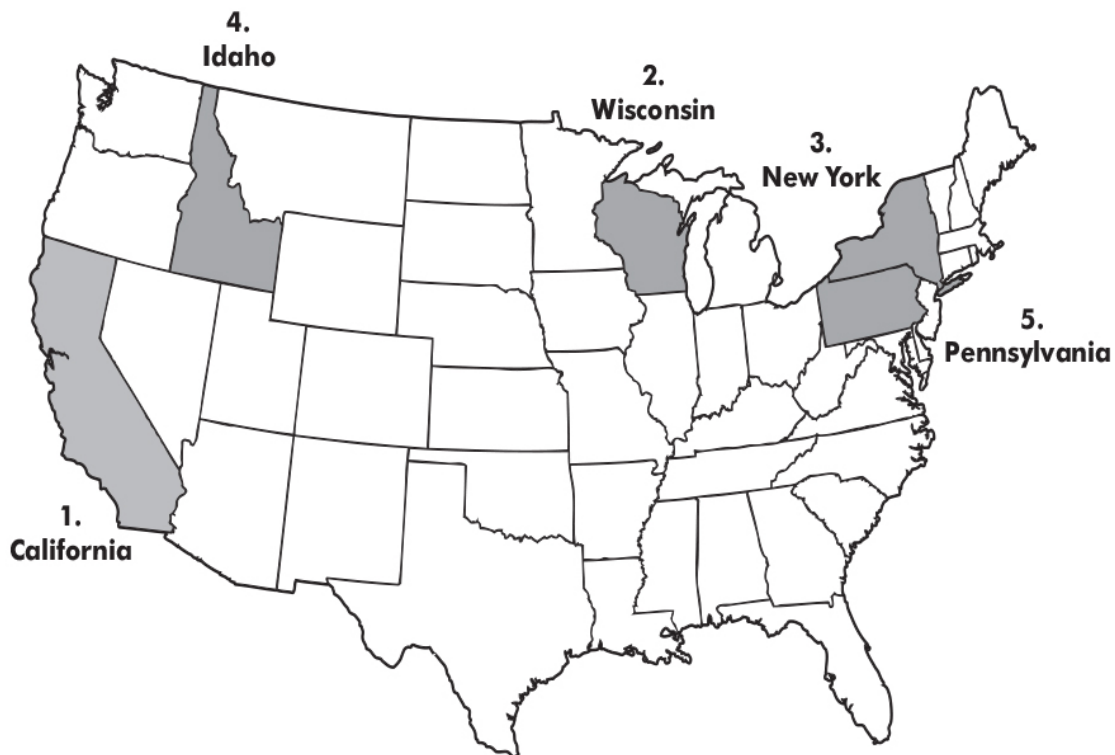 4.
Idaho
2.
Wisconsin
3.
New York
5.
Pennsylvania
1.
California